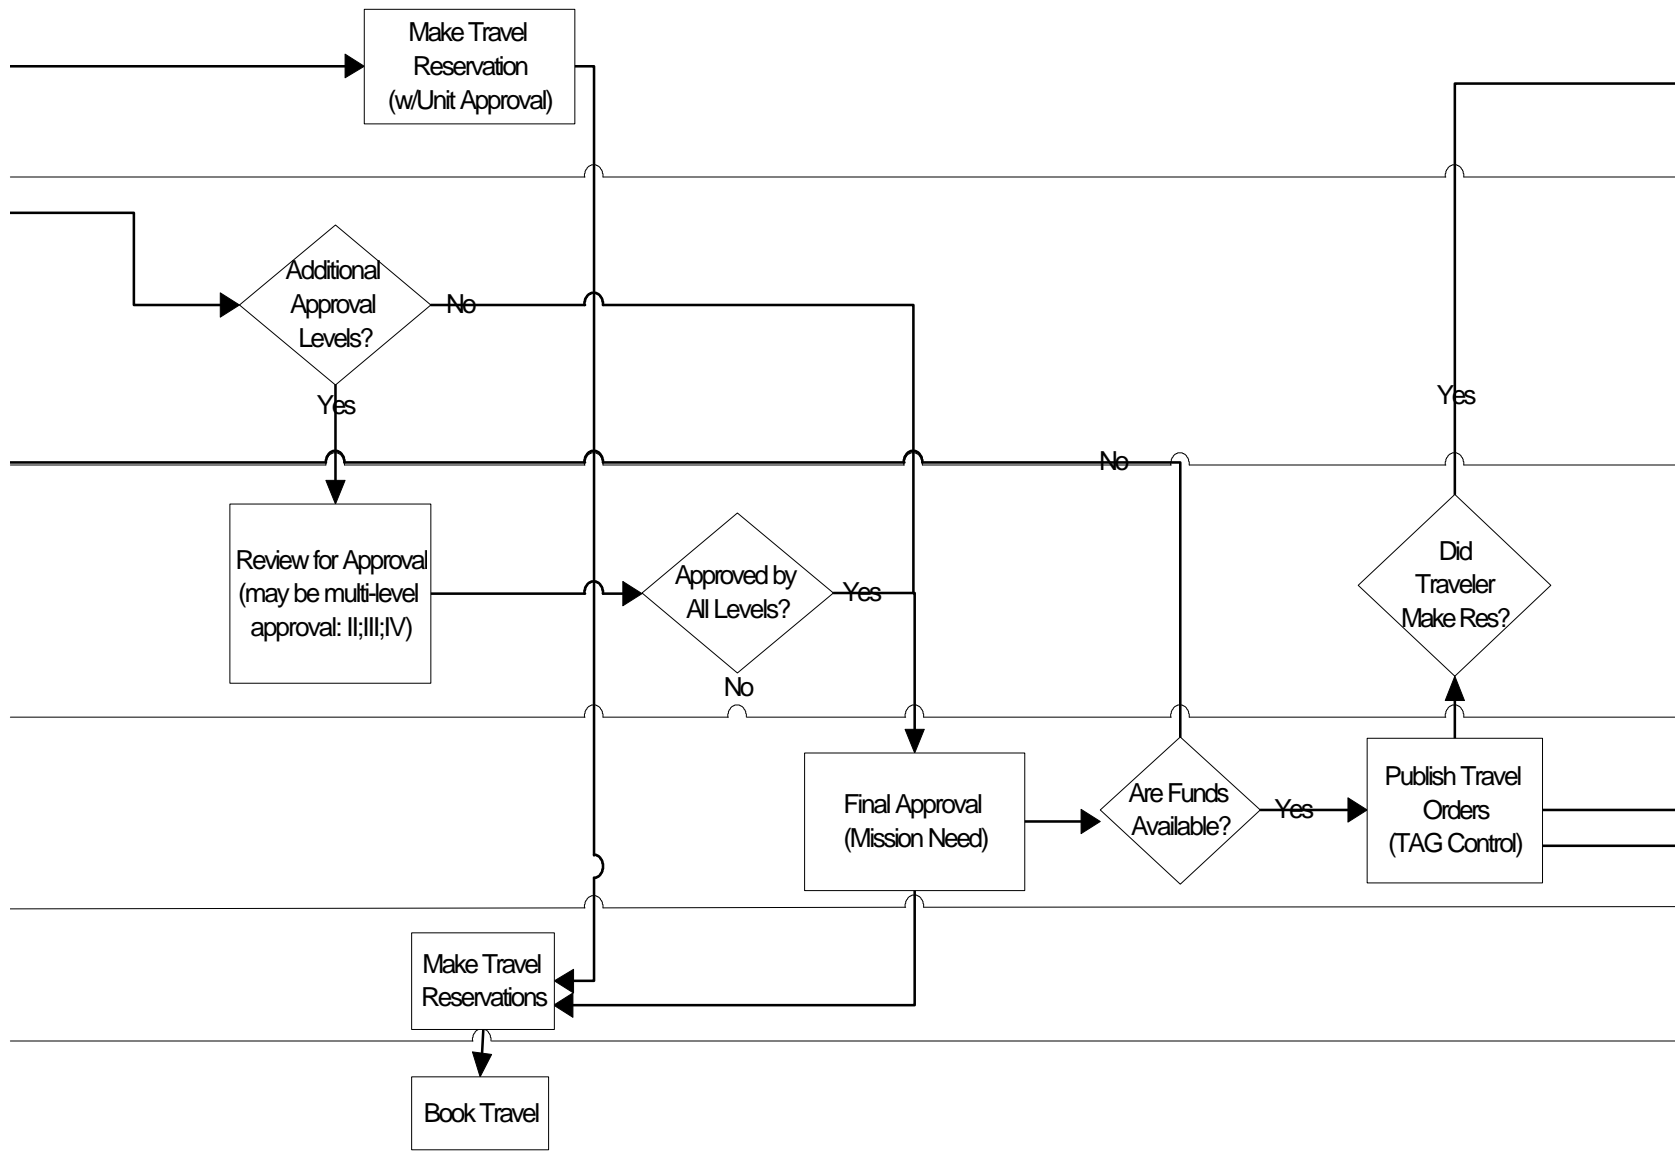 Make Travel
Reservation
(w/Unit Approval)
Additional
Approval
Levels?
No
Yes
Yes
No
Review for Approval
(may be multi-level
approval: II;III;IV)
Approved by
All Levels?
Yes
No
Did
Traveler
Make Res?
Final Approval
(Mission Need)
Are Funds
Available?
Yes
Publish Travel
Orders
(TAG Control)
Make Travel
Reservations
Book Travel